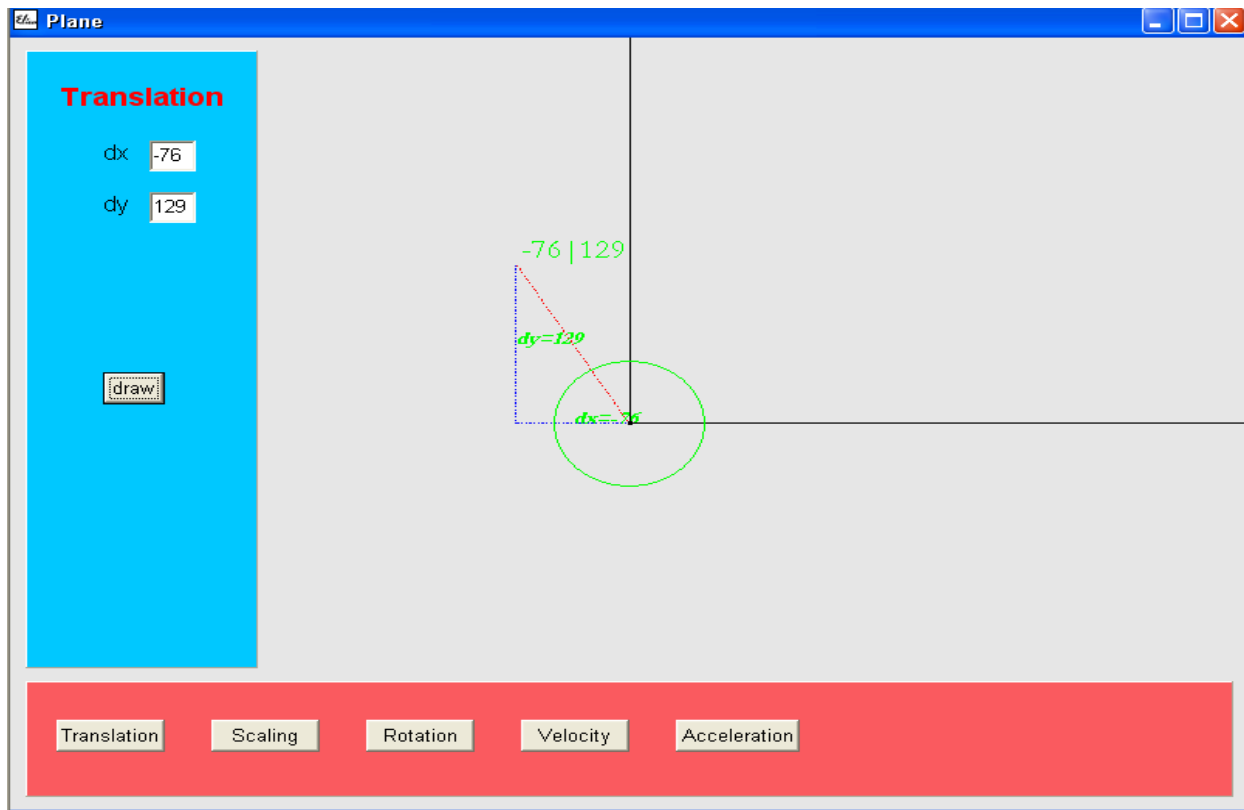 Plane
Translation
dx -76
dy 129
draw
-76|129
dy=129
dx=-76
Translation Scaling Rotation Velocity Acceleration